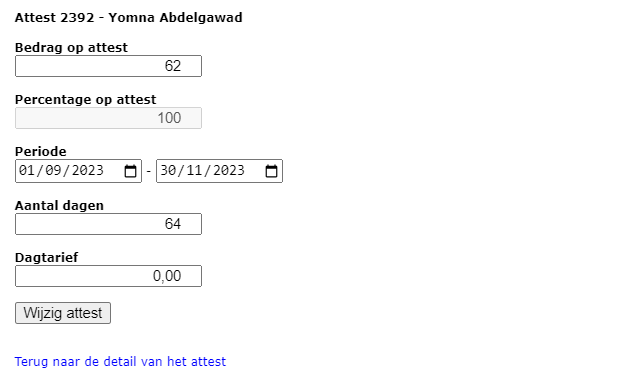 Attest 2392 - Yomna Abdelgawad
Bedrag op attest
62
Percentage op attest
100
Periode
01/09/2023 - 30/11/2023
Aantal dagen
64
Dagtarief
0,00
Wijzig attest
Terug naar de detail van het attest